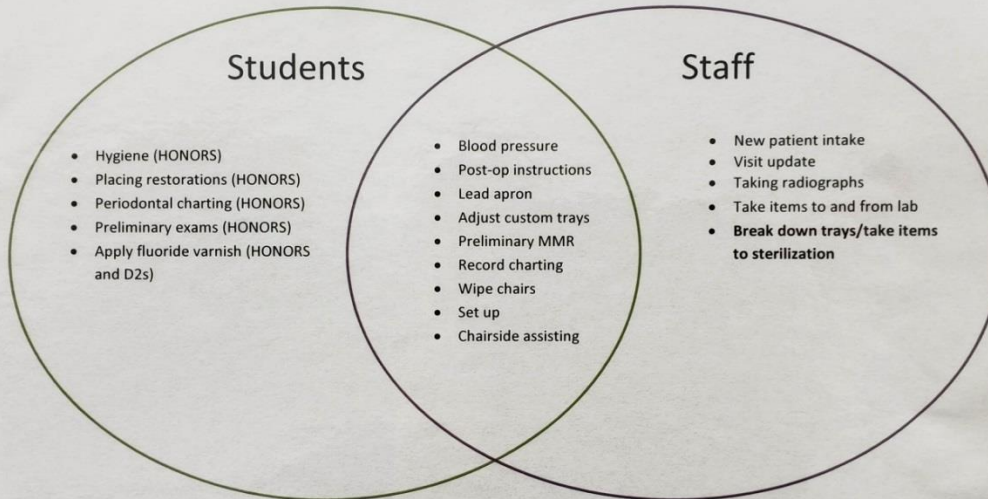 Students
Hygiene (HONORS)
Placing restorations (HONORS)
Periodontal charting (HONORS)
Preliminary exams (HONORS)
Apply fluoride varnish (HONORS
and D2s)
Blood pressure
Post-op instructions
Lead apron
Adjust custom trays
Preliminary MMR
Record charting
Wipe chairs
Set up
Chairside assisting
Staff
New patient intake
Visit update
Taking radiographs
Take items to and from lab
Break down trays/take items
to sterilization